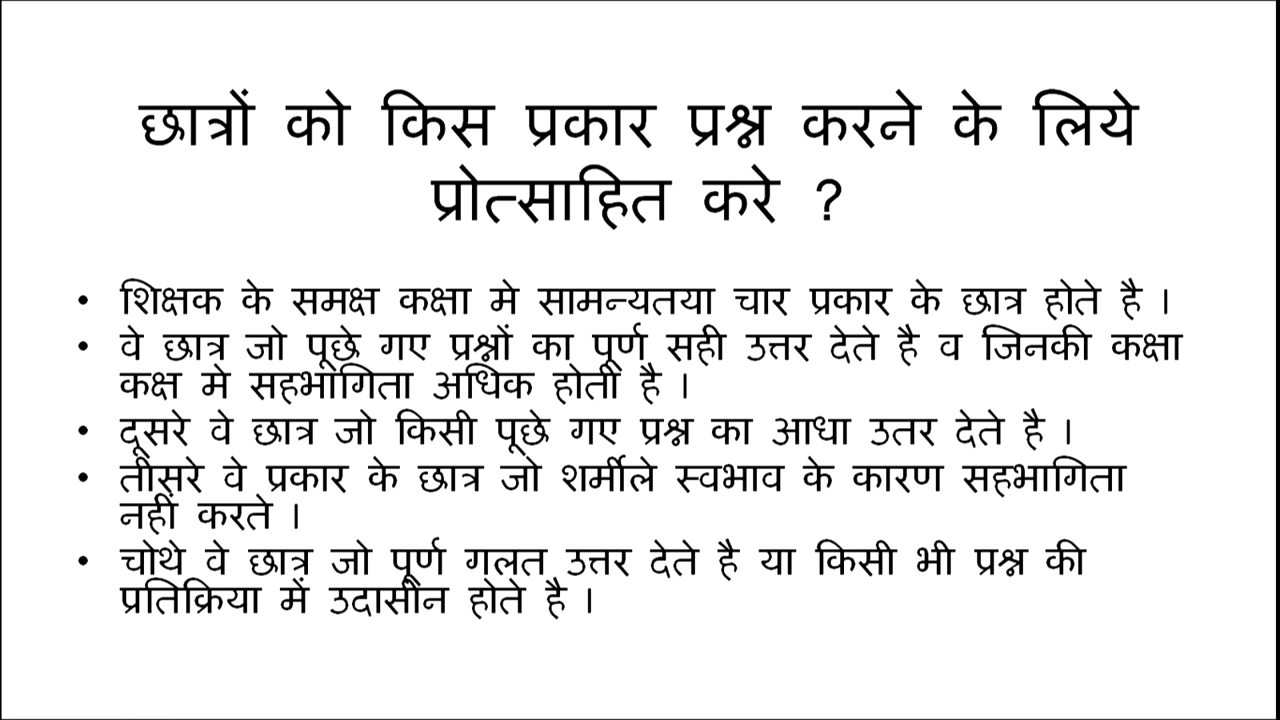 छात्रों को किस प्रकार प्रश्न करने के लिये
प्रोत्साहित करे ?
• शिक्षक के समक्ष कक्षा मे सामन्यतया चार प्रकार के छात्र होते है ।
• वे छात्र जो पूछे गए प्रश्नों का पूर्ण सही उत्तर देते है व जिनकी कक्षा
कक्ष मे सहभागिता अधिक होती है ।
• दूसरे वे छात्र जो किसी पूछे गए प्रश्न का आधा उतर देते है ।
• तीसरे वे प्रकार के छात्र जो शर्मीले स्वभाव के कारण सहभागिता
नहीं करते ।
• चोथे वे छात्र जो पूर्ण गलत उत्तर देते है या किसी भी प्रश्न की
प्रतिक्रिया में उदासीन होते है ।